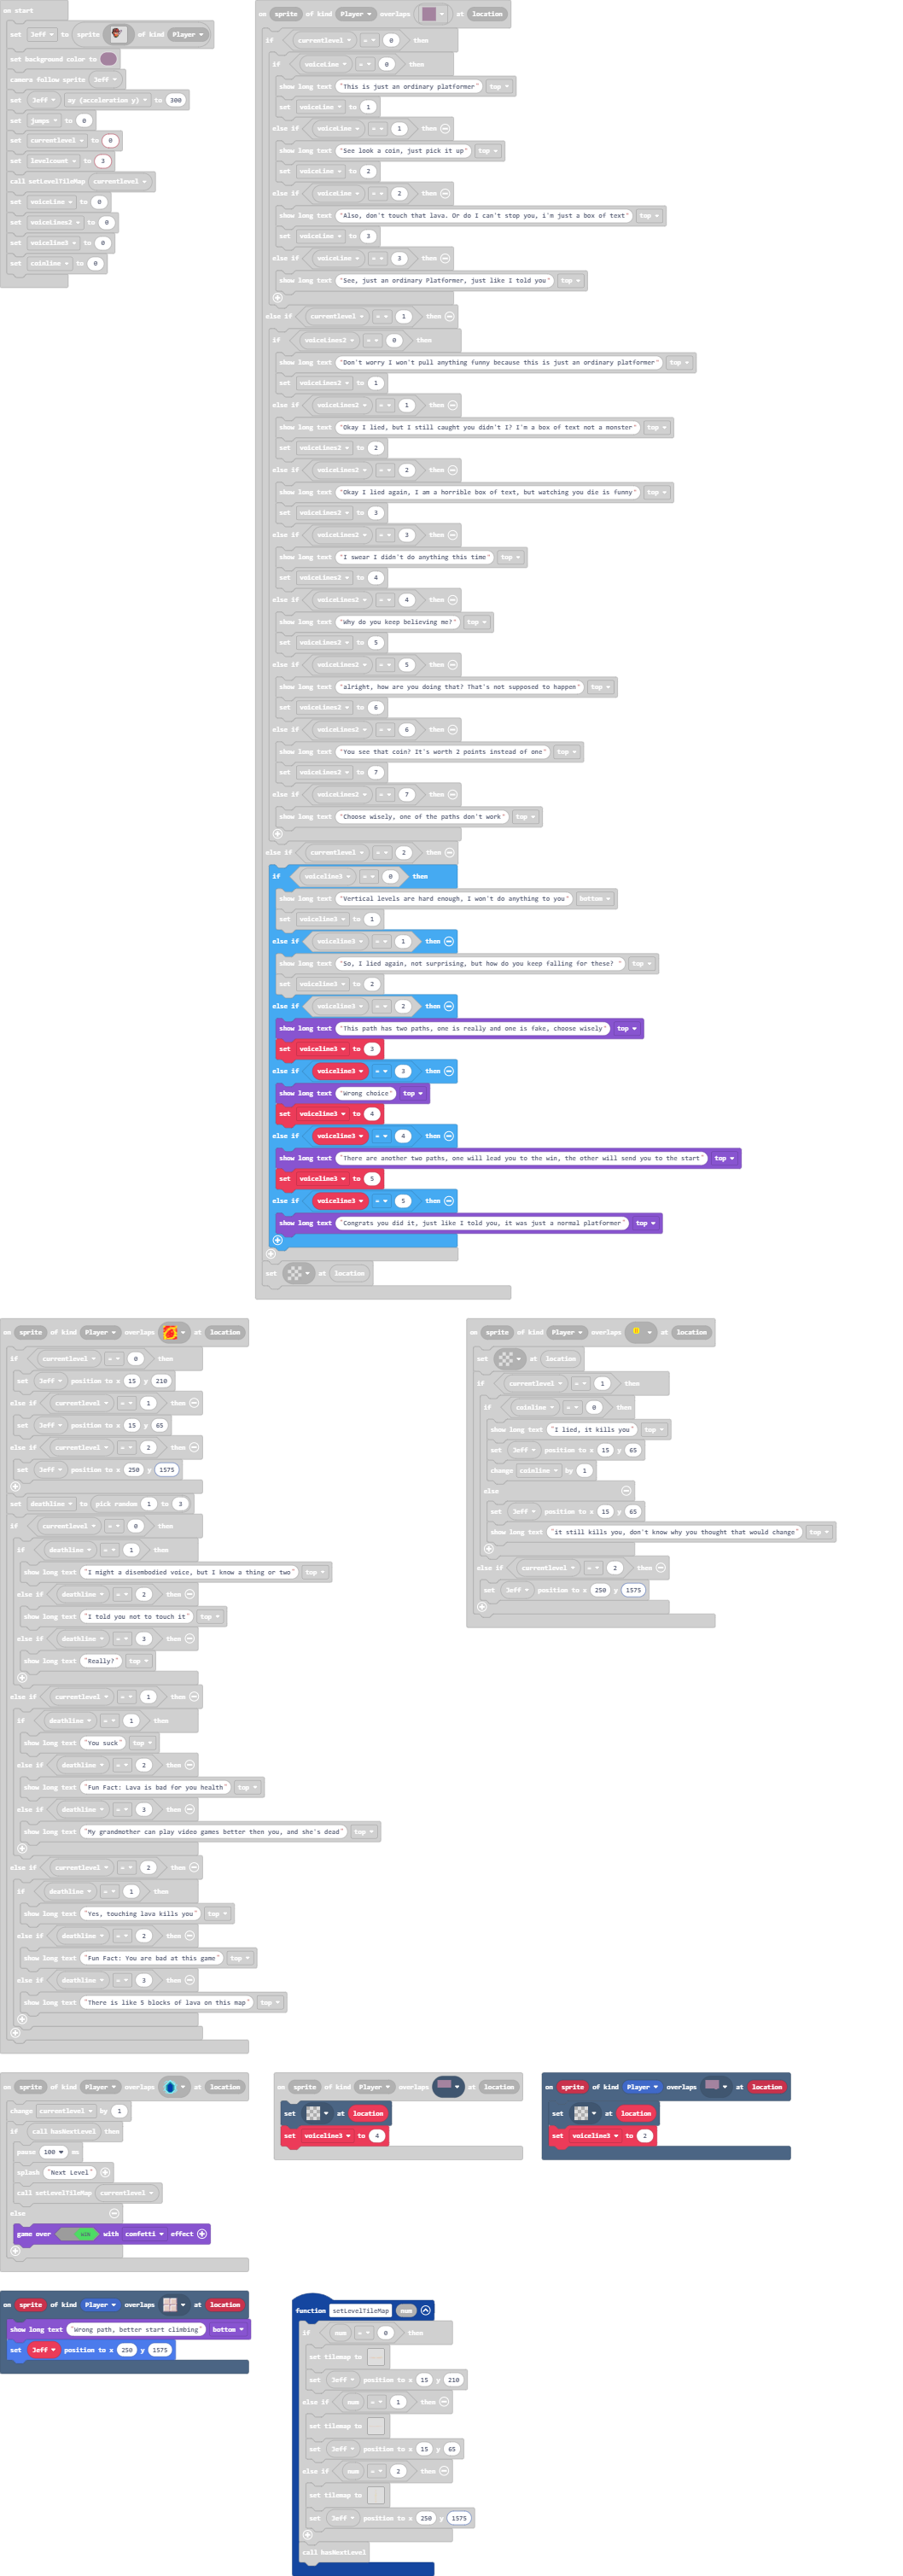 on start
set Jeff to sprite of kind Player
set background color to
camera follow sprite Jeff
set Jeff ay (acceleration y) to 300
set jumps to 0
set currentlevel to 0
set levelcount to 3
call setLevelTileMap currentlevel
set voiceLine to 0
set voiceLines2 to 0
set voiceline3 to 0
set coinline to 0
on sprite of kind Player overlaps at location
if currentlevel = 0 then
if voiceLine = 0 then
show long text "This is just an ordinary platformer" top
set voiceLine to 1
else if voiceLine = 1 then
show long text "See look a coin, just pick it up" top
set voiceLine to 2
else if voiceLine = 2 then
show long text "Also, don't touch that lava. Or do I can't stop you, i'm just a box of text" top
set voiceLine to 3
else if voiceLine = 3 then
show long text "See, just an ordinary Platformer, just like I told you" top
else if currentlevel = 1 then
if voiceLines2 = 0 then
show long text "Don't worry I won't pull anything funny because this is just an ordinary platformer" top
set voiceLines2 to 1
else if voiceLines2 = 1 then
show long text "Okay I lied, but I still caught you didn't I? I'm a box of text not a monster" top
set voiceLines2 to 2
else if voiceLines2 = 2 then
show long text "Okay I lied again, I am a horrible box of text, but watching you die is funny" top
set voiceLines2 to 3
else if voiceLines2 = 3 then
show long text "I swear I didn't do anything this time" top
set voiceLines2 to 4
else if voiceLines2 = 4 then
show long text "Why do you keep believing me?" top
set voiceLines2 to 5
else if voiceLines2 = 5 then
show long text "alright, how are you doing that? That's not supposed to happen" top
set voiceLines2 to 6
else if voiceLines2 = 6 then
show long text "You see that coin? It's worth 2 points instead of one" top
set voiceLines2 to 7
else if voiceLines2 = 7 then
show long text "Choose wisely, one of the paths don't work" top
else if currentlevel = 2 then
if voiceline3 = 0 then
show long text "Vertical levels are hard enough, I won't do anything to you" bottom
set voiceline3 to 1
else if voiceline3 = 1 then
show long text "So, I lied again, not surprising, but how do you keep falling for these? " top
set voiceline3 to 2
else if voiceline3 = 2 then
show long text "This path has two paths, one is really and one is fake, choose wisely" top
set voiceline3 to 3
else if voiceline3 = 3 then
show long text "Wrong choice" top
set voiceline3 to 4
else if voiceline3 = 4 then
show long text "There are another two paths, one will lead you to the win, the other will send you to the start" top
set voiceline3 to 5
else if voiceline3 = 5 then
show long text "Congrats you did it, just like I told you, it was just a normal platformer" top
set at location
on sprite of kind Player overlaps at location
if currentlevel = 0 then
set Jeff position to x 15 y 210
else if currentlevel = 1 then
set Jeff position to x 15 y 65
else if currentlevel = 2 then
set Jeff position to x 250 y 1575
set deathline to pick random 1 to 3
if currentlevel = 0 then
if deathline = 1 then
show long text "I might a disembodied voice, but I know a thing or two" top
else if deathline = 2 then
show long text "I told you not to touch it" top
else if deathline = 3 then
show long text "Really?" top
else if currentlevel = 1 then
if deathline = 1 then
show long text "You suck" top
else if deathline = 2 then
show long text "Fun Fact: Lava is bad for you health" top
else if deathline = 3 then
show long text "My grandmother can play video games better then you, and she's dead" top
else if currentlevel = 2 then
if deathline = 1 then
show long text "Yes, touching lava kills you" top
else if deathline = 2 then
show long text "Fun Fact: You are bad at this game" top
else if deathline = 3 then
show long text "There is like 5 blocks of lava on this map" top
on sprite of kind Player overlaps at location
set at location
if currentlevel = 1 then
if coinline = 0 then
show long text "I lied, it kills you" top
set Jeff position to x 15 y 65
change coinline by 1
else
set Jeff position to x 15 y 65
show long text "it still kills you, don't know why you thought that would change" top
else if currentlevel = 2 then
set Jeff position to x 250 y 1575
on sprite of kind Player overlaps at location
change currentlevel by 1
if call hasNextLevel then
pause 100 ms
splash "Next Level"
call setLevelTileMap currentlevel
else
game over WIN with confetti effect
on sprite of kind Player overlaps at location
set at location
set voiceline3 to 4
on sprite of kind Player overlaps at location
set at location
set voiceline3 to 2
on sprite of kind Player overlaps at location
show long text "Wrong path, better start climbing" bottom
set Jeff position to x 250 y 1575
function setLevelTileMap num
if num = 0 then
set tilemap to
set Jeff position to x 15 y 210
else if num = 1 then
set tilemap to
set Jeff position to x 15 y 65
else if num = 2 then
set tilemap to
set Jeff position to x 250 y 1575
call hasNextLevel